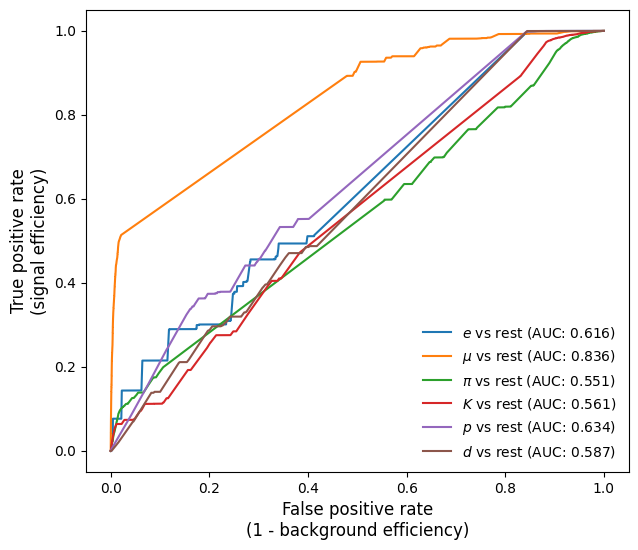 True positive rate
(signal efficiency)
1.0
0.8
0.6
0.4
0.2
0.0
e vs rest (AUC: 0.616)
μ vs rest (AUC: 0.836)
π vs rest (AUC: 0.551)
K vs rest (AUC: 0.561)
p vs rest (AUC: 0.634)
d vs rest (AUC: 0.587)
0.0 0.2 0.4 0.6 0.8 1.0
False positive rate
(1 - background efficiency)